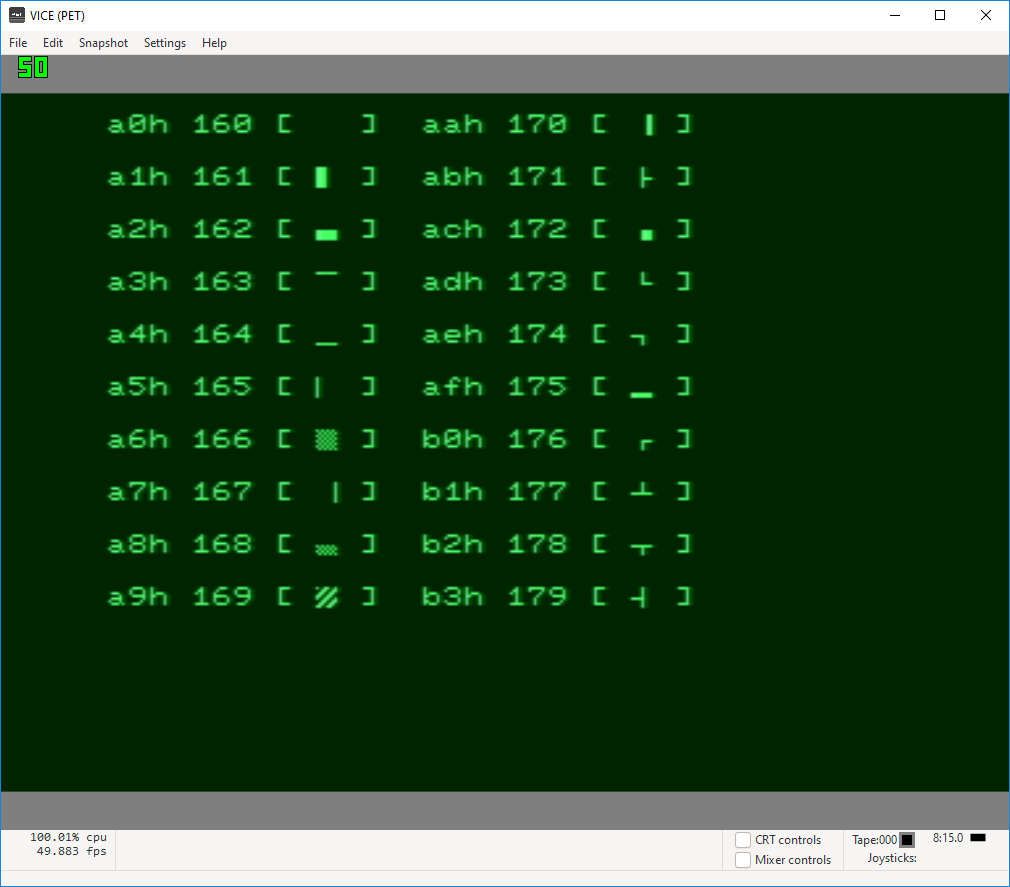 VICE (PET)
File Edit Snapshot Settings Help
50
a0h 160 [   ] aah 170 [ ▐ ]
a1h 161 [ ▌ ] abh 171 [ ├ ]
a2h 162 [ ▄ ] ach 172 [ ▗ ]
a3h 163 [ ▔ ] adh 173 [ └ ]
a4h 164 [ ▁ ] aeh 174 [ ┐ ]
a5h 165 [ ▏ ] afh 175 [ ▂ ]
a6h 166 [ ▒ ] b0h 176 [ ┌ ]
a7h 167 [ ▕ ] b1h 177 [ ┴ ]
a8h 168 [ ▄ ] b2h 178 [ ┬ ]
a9h 169 [ ▨ ] b3h 179 [ ┤ ]
100.01% cpu
49.883 fps
CRT controls
Mixer controls
Tape:000
Joysticks:
8:15.0